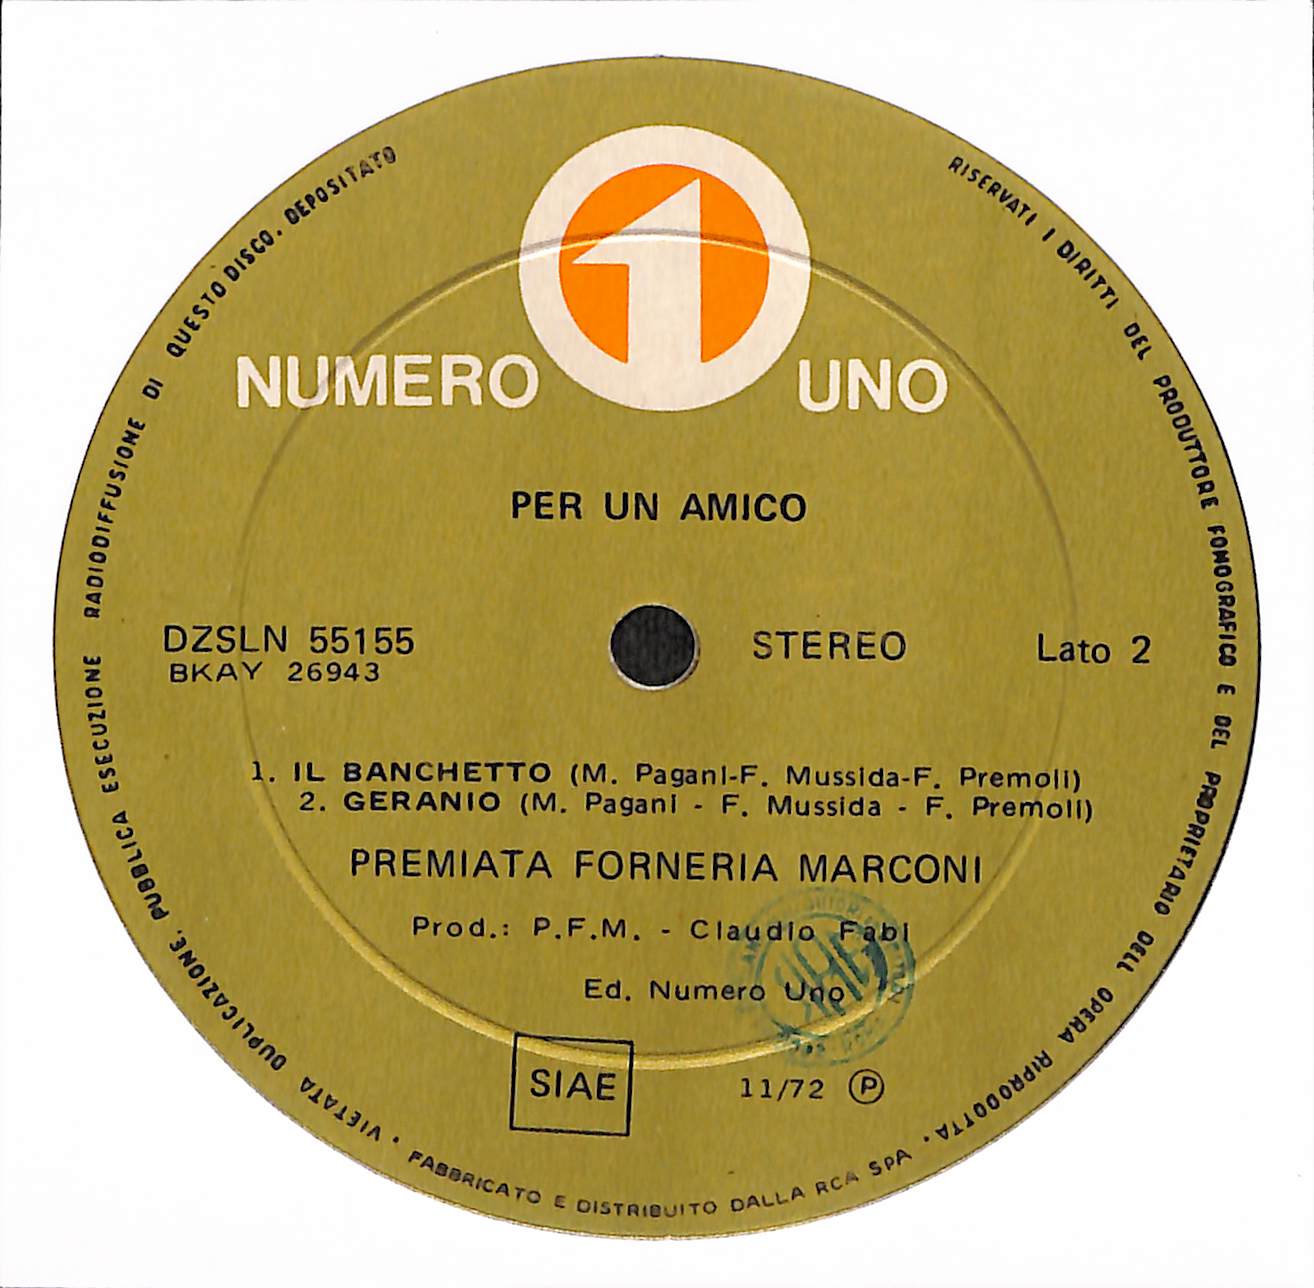 NUMERO 1 UNO
PER UN AMICO
DZSLN 55155
BKAY 26943
STEREO
Lato 2
1. IL BANCHETTO (M. Pagani-F. Mussida-F. Premoli)
2. GERANIO (M. Pagani - F. Mussida - F. Premoli)
PREMIATA FORNERIA MARCONI
Prod.: P.F.M. - Claudio Fabi
Ed. Numero Uno
SIAE
11/72 Ⓟ
RISERVATI I DIRITTI DEL PRODUTTORE FONOGRAFICO E DEL PROPRIETARIO DELL OPERA RIPRODOTTA. FABBRICATO E DISTRIBUITO DALLA RCA SPA • VIETATA DUPLICAZIONE, PUBBLICA ESECUZIONE RADIODIFFUSIONE DI QUESTO DISCO. DEPOSITATO